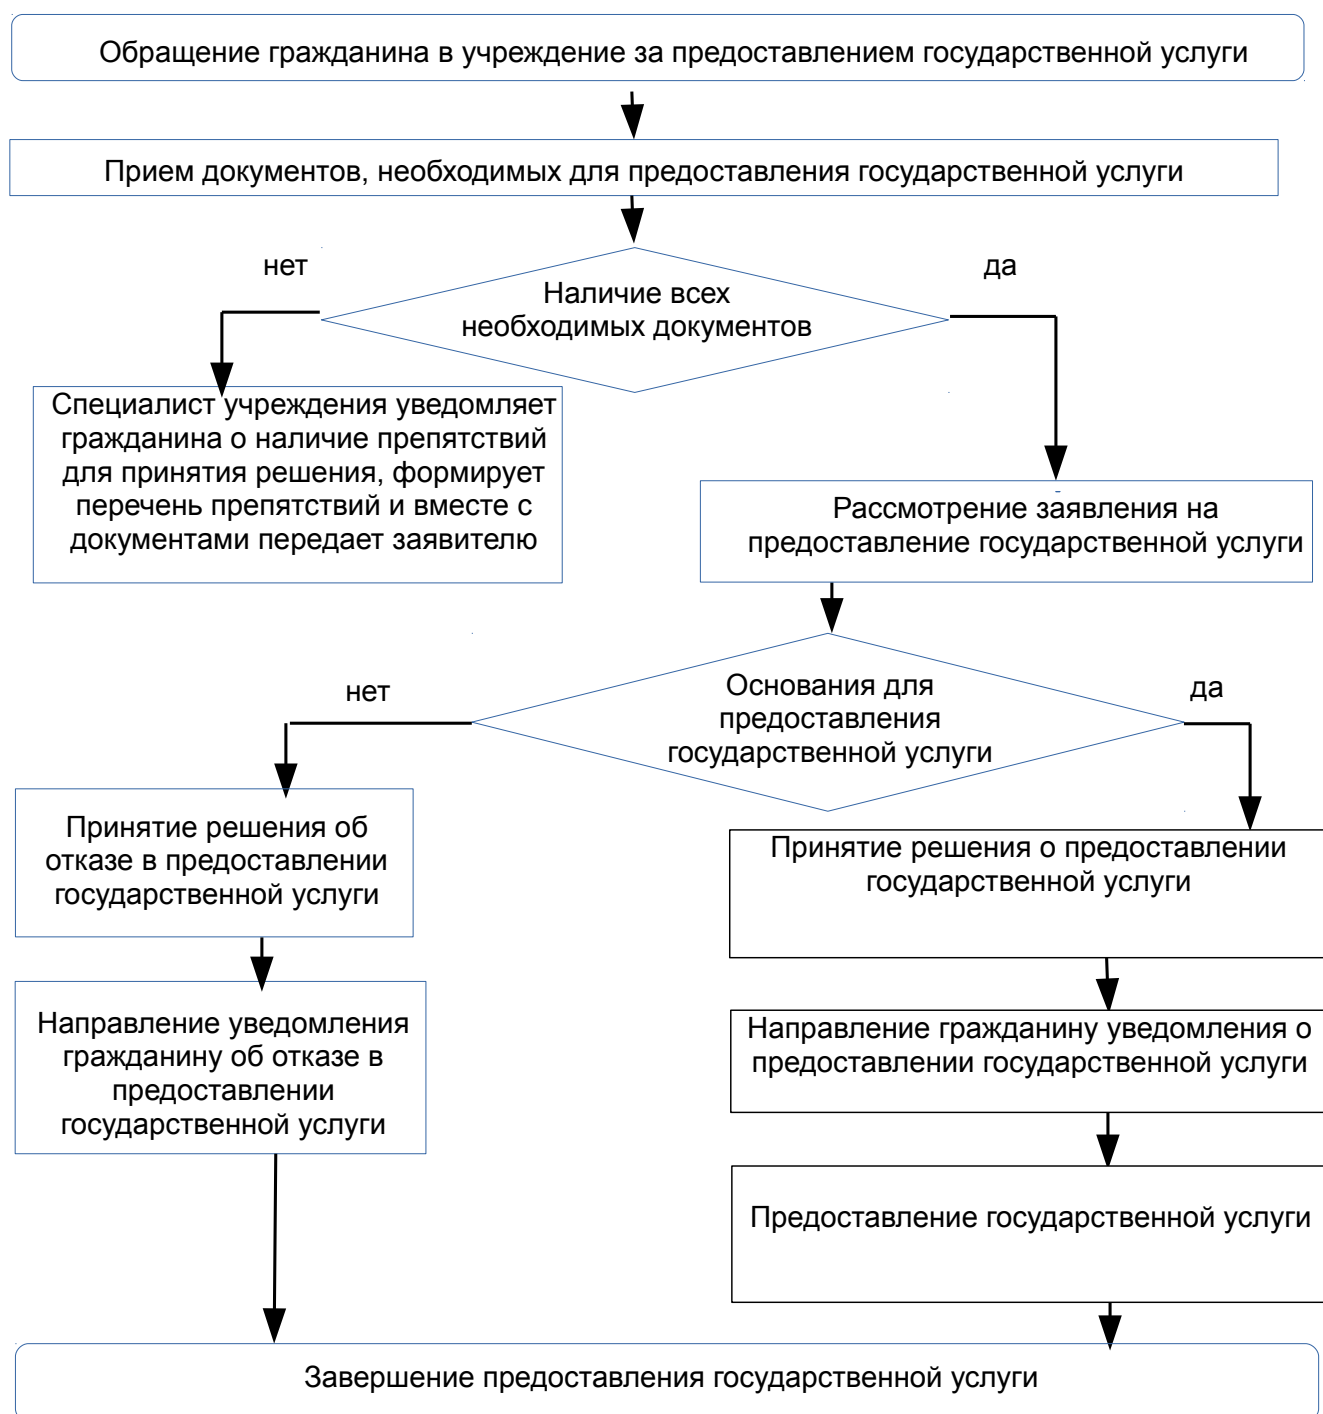 Обращение гражданина в учреждение за предоставлением государственной услуги
Прием документов, необходимых для предоставления государственной услуги
нет
да
Наличие всех
необходимых документов
Специалист учреждения уведомляет
гражданина о наличие препятствий
для принятия решения, формирует
перечень препятствий и вместе с
документами передает заявителю
Рассмотрение заявления на
предоставление государственной услуги
нет
да
Основания для
предоставления
государственной услуги
Принятие решения об
отказе в предоставлении
государственной услуги
Принятие решения о предоставлении
государственной услуги
Направление уведомления
гражданину об отказе в
предоставлении
государственной услуги
Направление гражданину уведомления о
предоставлении государственной услуги
Предоставление государственной услуги
Завершение предоставления государственной услуги